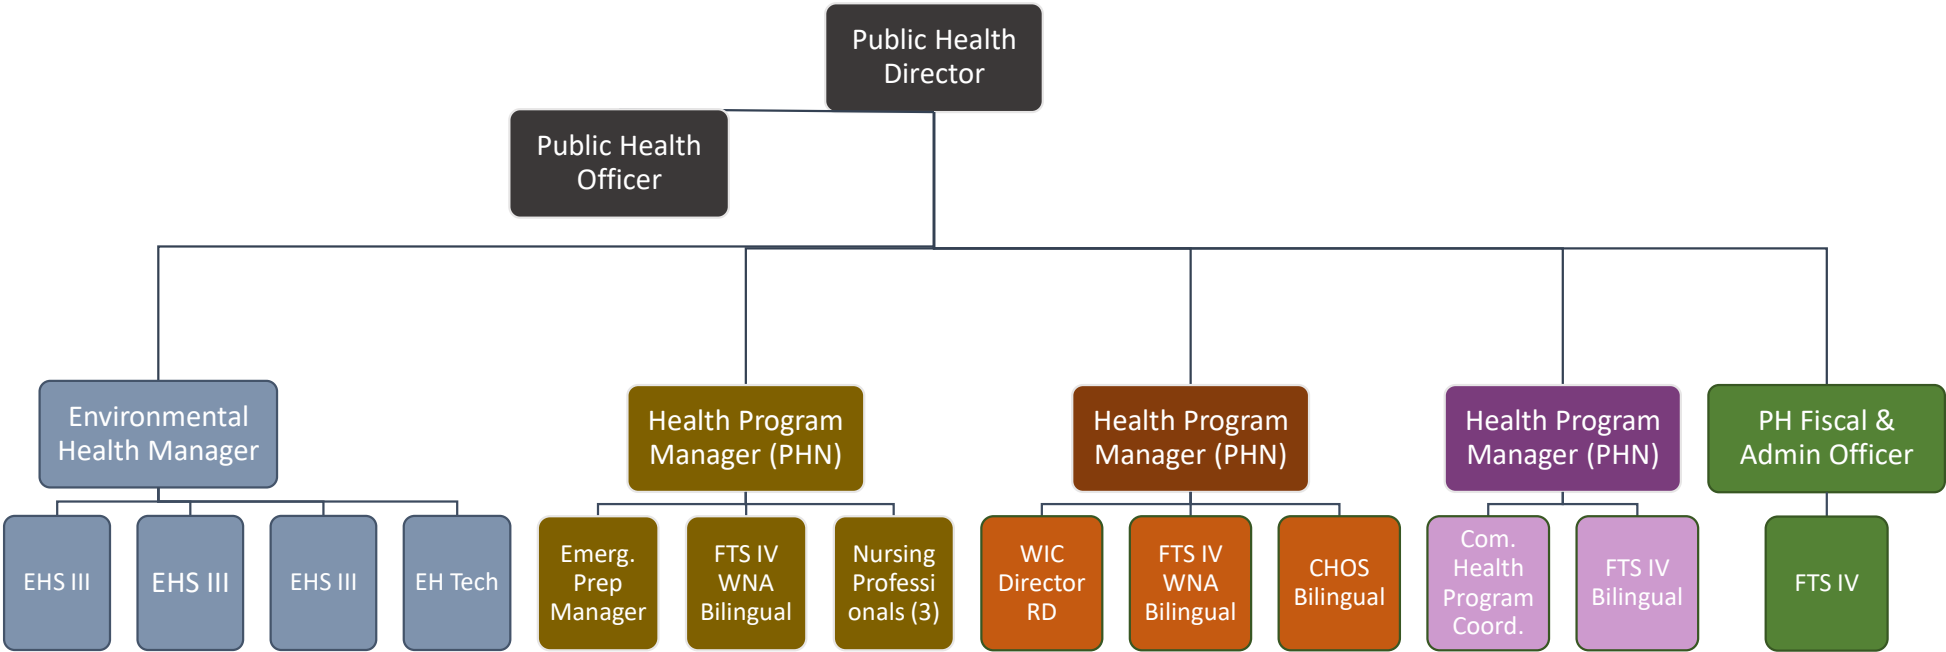 Public Health
Director
Public Health
Officer
Environmental
Health Manager
Health Program
Manager (PHN)
Health Program
Manager (PHN)
Health Program
Manager (PHN)
PH Fiscal &
Admin Officer
EHS III
EHS III
EHS III
EH Tech
Emerg.
Prep
Manager
FTS IV
WNA
Bilingual
Nursing
Professi
onals (3)
WIC
Director
RD
FTS IV
WNA
Bilingual
CHOS
Bilingual
Com.
Health
Program
Coord.
FTS IV
Bilingual
FTS IV